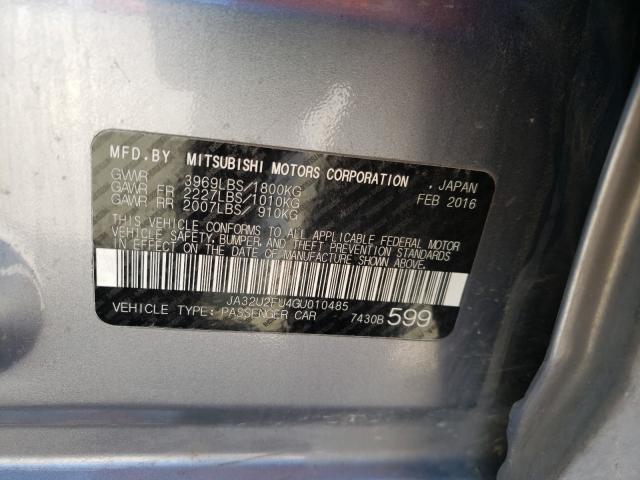 MFD.BY MITSUBISHI MOTORS CORPORATION , JAPAN
GVWR 3969LBS/1800KG FEB 2016
GAWR FR 2227LBS/1010KG
GAWR RR 2007LBS/ 910KG
THIS VEHICLE CONFORMS TO ALL APPLICABLE FEDERAL MOTOR
VEHICLE SAFETY, BUMPER, AND THEFT PREVENTION STANDARDS
IN EFFECT ON THE DATE OF MANUFACTURE SHOWN ABOVE.
JA32U2FU4GU010485
VEHICLE TYPE: PASSENGER CAR 7430B 599